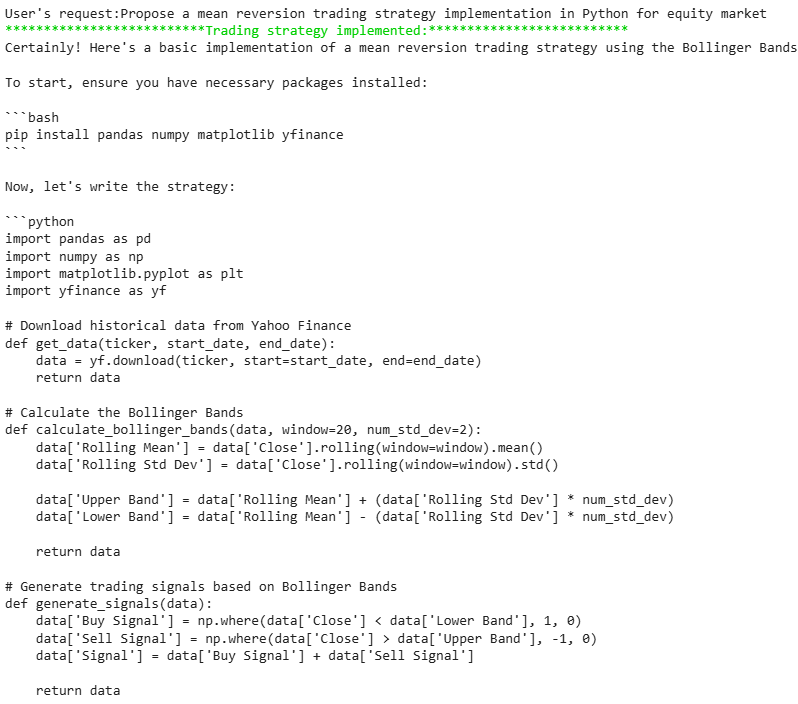 User's request:Propose a mean reversion trading strategy implementation in Python for equity market
**************************Trading strategy implemented:**************************
Certainly! Here's a basic implementation of a mean reversion trading strategy using the Bollinger Bands
To start, ensure you have necessary packages installed:
```bash
pip install pandas numpy matplotlib yfinance
```
Now, let's write the strategy:
```python
import pandas as pd
import numpy as np
import matplotlib.pyplot as plt
import yfinance as yf
# Download historical data from Yahoo Finance
def get_data(ticker, start_date, end_date):
    data = yf.download(ticker, start=start_date, end=end_date)
    return data
# Calculate the Bollinger Bands
def calculate_bollinger_bands(data, window=20, num_std_dev=2):
    data['Rolling Mean'] = data['Close'].rolling(window=window).mean()
    data['Rolling Std Dev'] = data['Close'].rolling(window=window).std()
    data['Upper Band'] = data['Rolling Mean'] + (data['Rolling Std Dev'] * num_std_dev)
    data['Lower Band'] = data['Rolling Mean'] - (data['Rolling Std Dev'] * num_std_dev)
    return data
# Generate trading signals based on Bollinger Bands
def generate_signals(data):
    data['Buy Signal'] = np.where(data['Close'] < data['Lower Band'], 1, 0)
    data['Sell Signal'] = np.where(data['Close'] > data['Upper Band'], -1, 0)
    data['Signal'] = data['Buy Signal'] + data['Sell Signal']
    return data